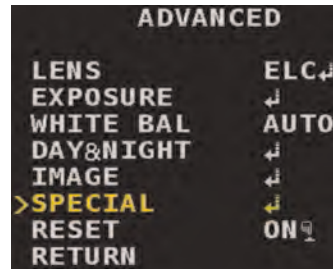 ADVANCED
LENS ELC↲
EXPOSURE ↲
WHITE BAL AUTO
DAY&NIGHT ↲
IMAGE ↲
>SPECIAL ↲
RESET ON
RETURN